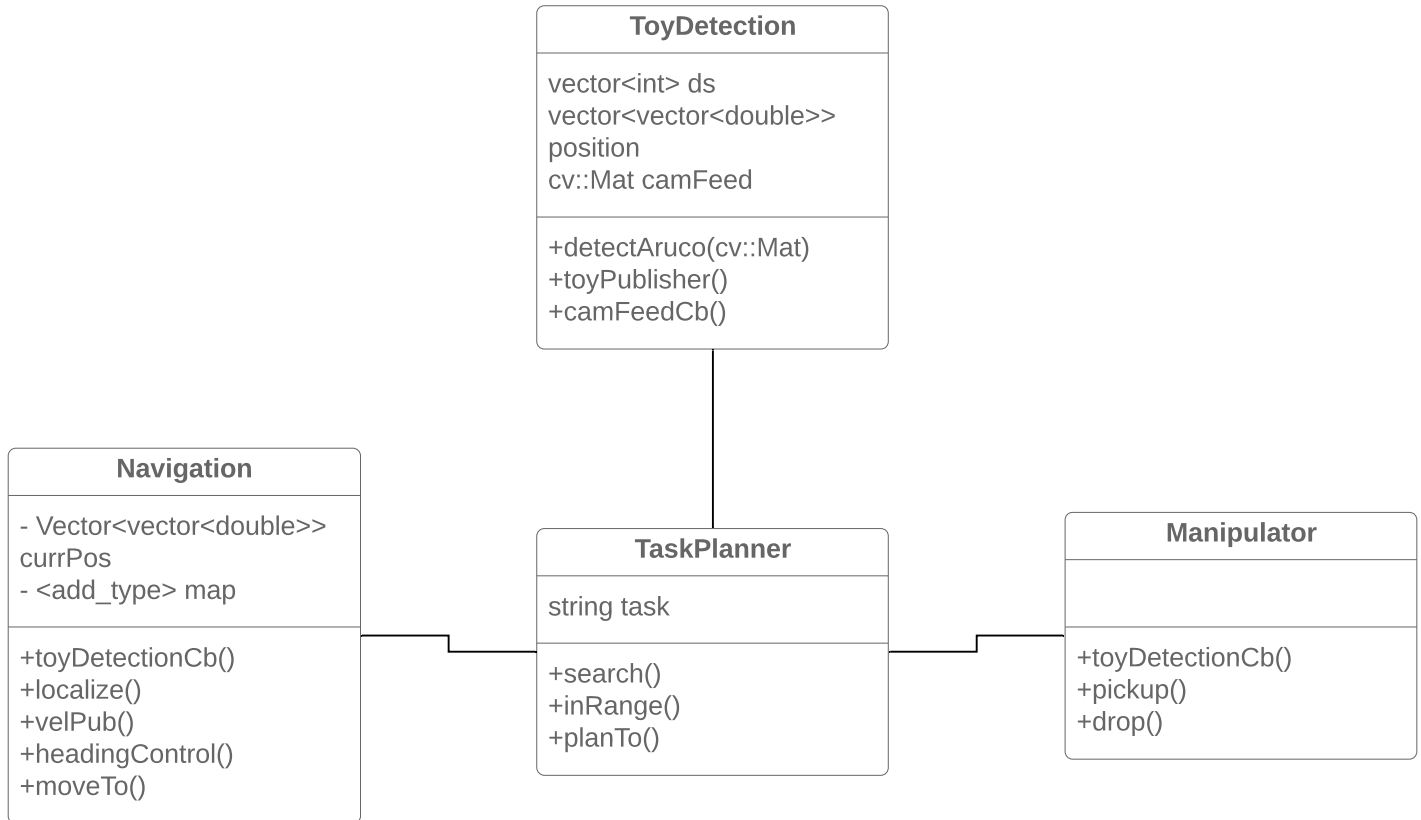 ToyDetection
vector<int> ds
vector<vector<double>>
position
cv::Mat camFeed
+detectAruco(cv::Mat)
+toyPublisher()
+camFeedCb()
Navigation
- Vector<vector<double>>
currPos
- <add_type> map
+toyDetectionCb()
+localize()
+velPub()
+headingControl()
+moveTo()
TaskPlanner
string task
+search()
+inRange()
+planTo()
Manipulator
+toyDetectionCb()
+pickup()
+drop()